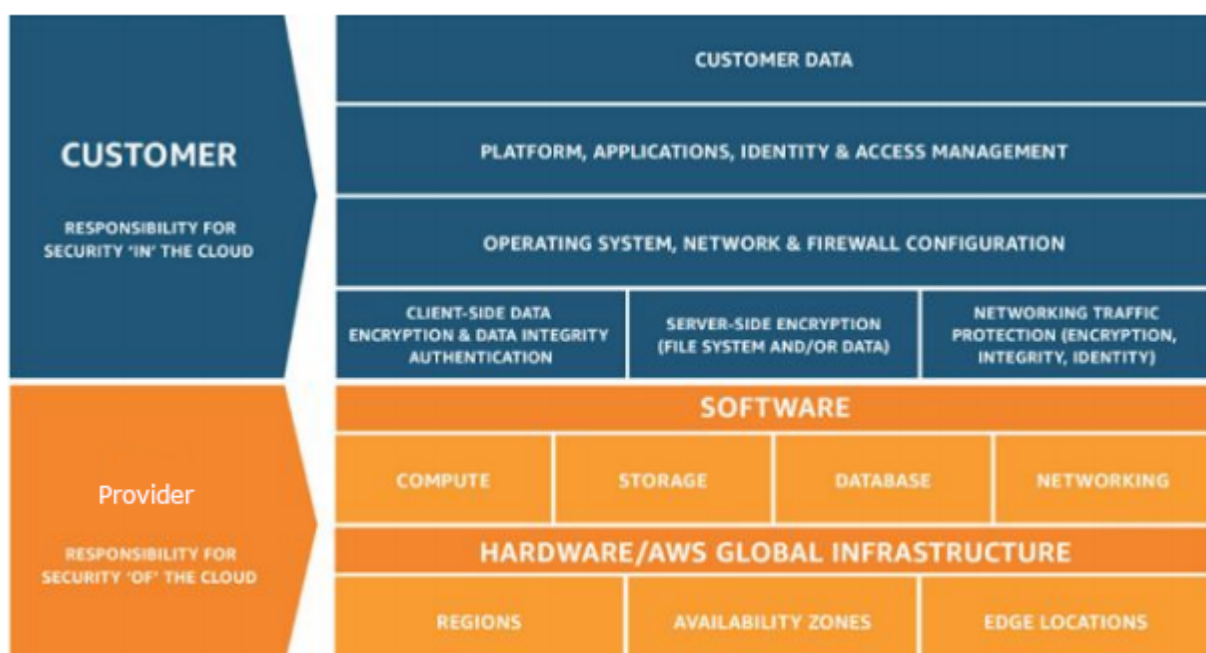 CUSTOMER
RESPONSIBILITY FOR
SECURITY ‘IN’ THE CLOUD
CUSTOMER DATA
PLATFORM, APPLICATIONS, IDENTITY & ACCESS MANAGEMENT
OPERATING SYSTEM, NETWORK & FIREWALL CONFIGURATION
CLIENT-SIDE DATA
ENCRYPTION & DATA INTEGRITY
AUTHENTICATION
SERVER-SIDE ENCRYPTION
(FILE SYSTEM AND/OR DATA)
NETWORKING TRAFFIC
PROTECTION (ENCRYPTION,
INTEGRITY, IDENTITY)
Provider
RESPONSIBILITY FOR
SECURITY ‘OF’ THE CLOUD
SOFTWARE
COMPUTE
STORAGE
DATABASE
NETWORKING
HARDWARE/AWS GLOBAL INFRASTRUCTURE
REGIONS
AVAILABILITY ZONES
EDGE LOCATIONS